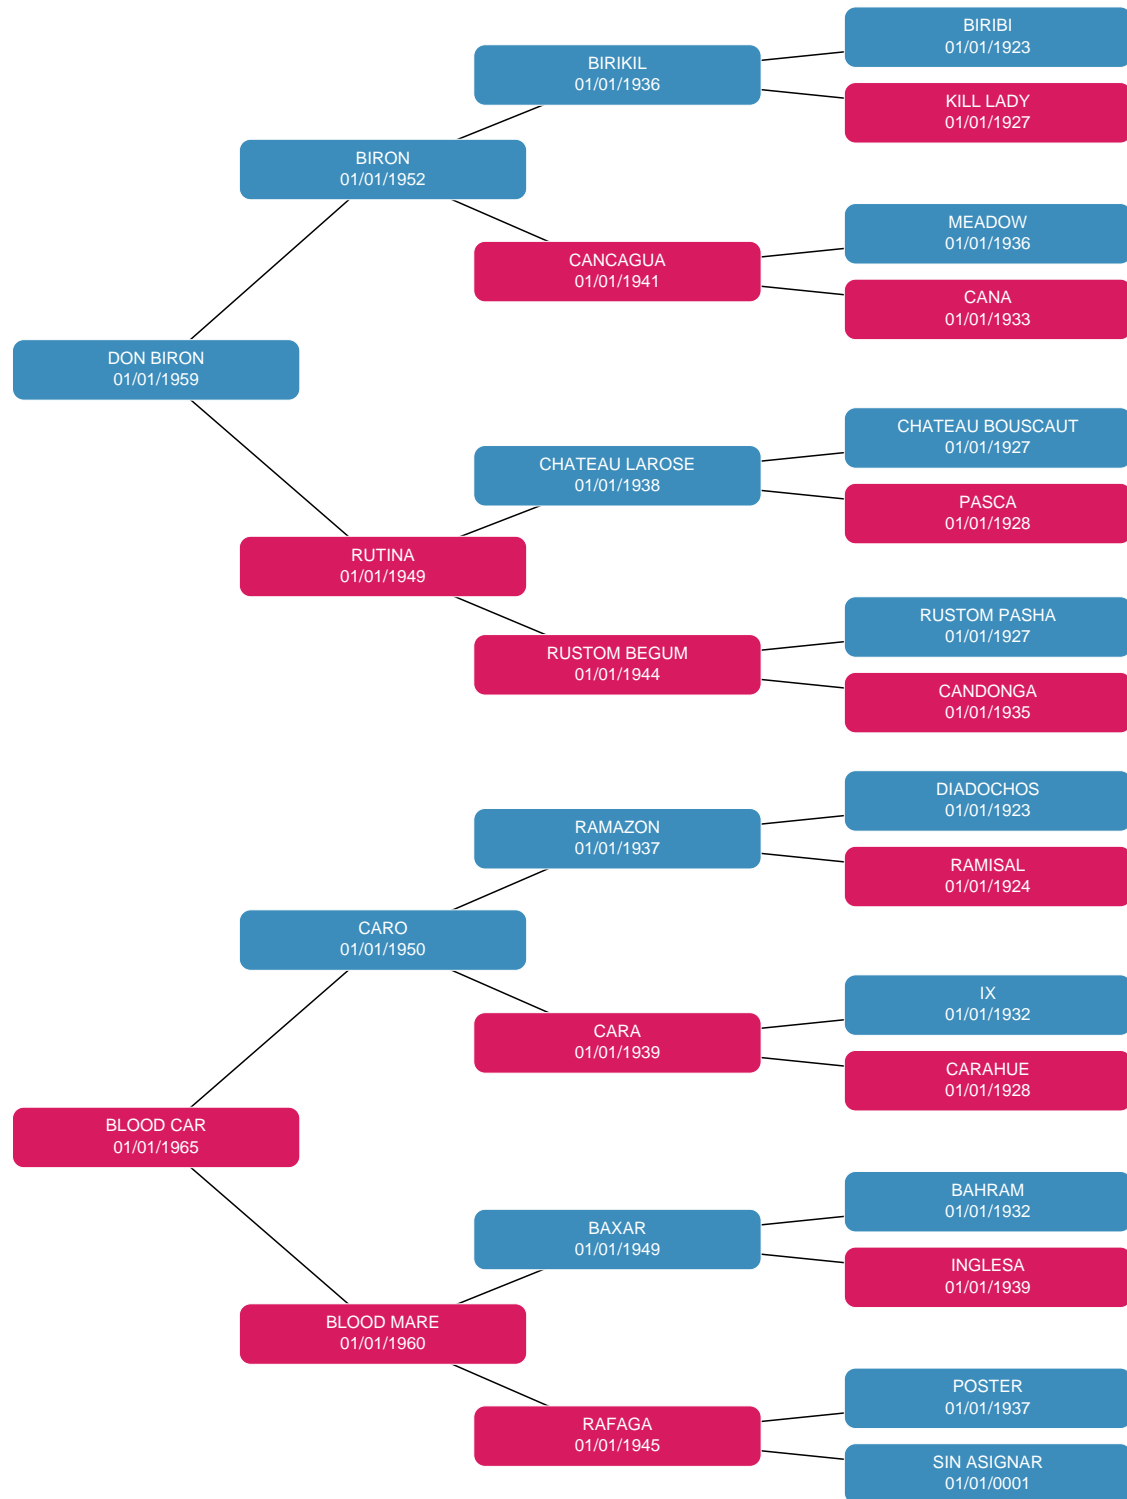 BIRIBI
01/01/1923
BIRIKIL
01/01/1936
KILL LADY
01/01/1927
BIRON
01/01/1952
MEADOW
01/01/1936
CANCAGUA
01/01/1941
CANA
01/01/1933
DON BIRON
01/01/1959
CHATEAU BOUSCAUT
01/01/1927
CHATEAU LAROSE
01/01/1938
PASCA
01/01/1928
RUTINA
01/01/1949
RUSTOM PASHA
01/01/1927
RUSTOM BEGUM
01/01/1944
CANDONGA
01/01/1935
DIADOCHOS
01/01/1923
RAMAZON
01/01/1937
RAMISAL
01/01/1924
CARO
01/01/1950
IX
01/01/1932
CARA
01/01/1939
CARAHUE
01/01/1928
BLOOD CAR
01/01/1965
BAHRAM
01/01/1932
BAXAR
01/01/1949
INGLESA
01/01/1939
BLOOD MARE
01/01/1960
POSTER
01/01/1937
RAFAGA
01/01/1945
SIN ASIGNAR
01/01/0001